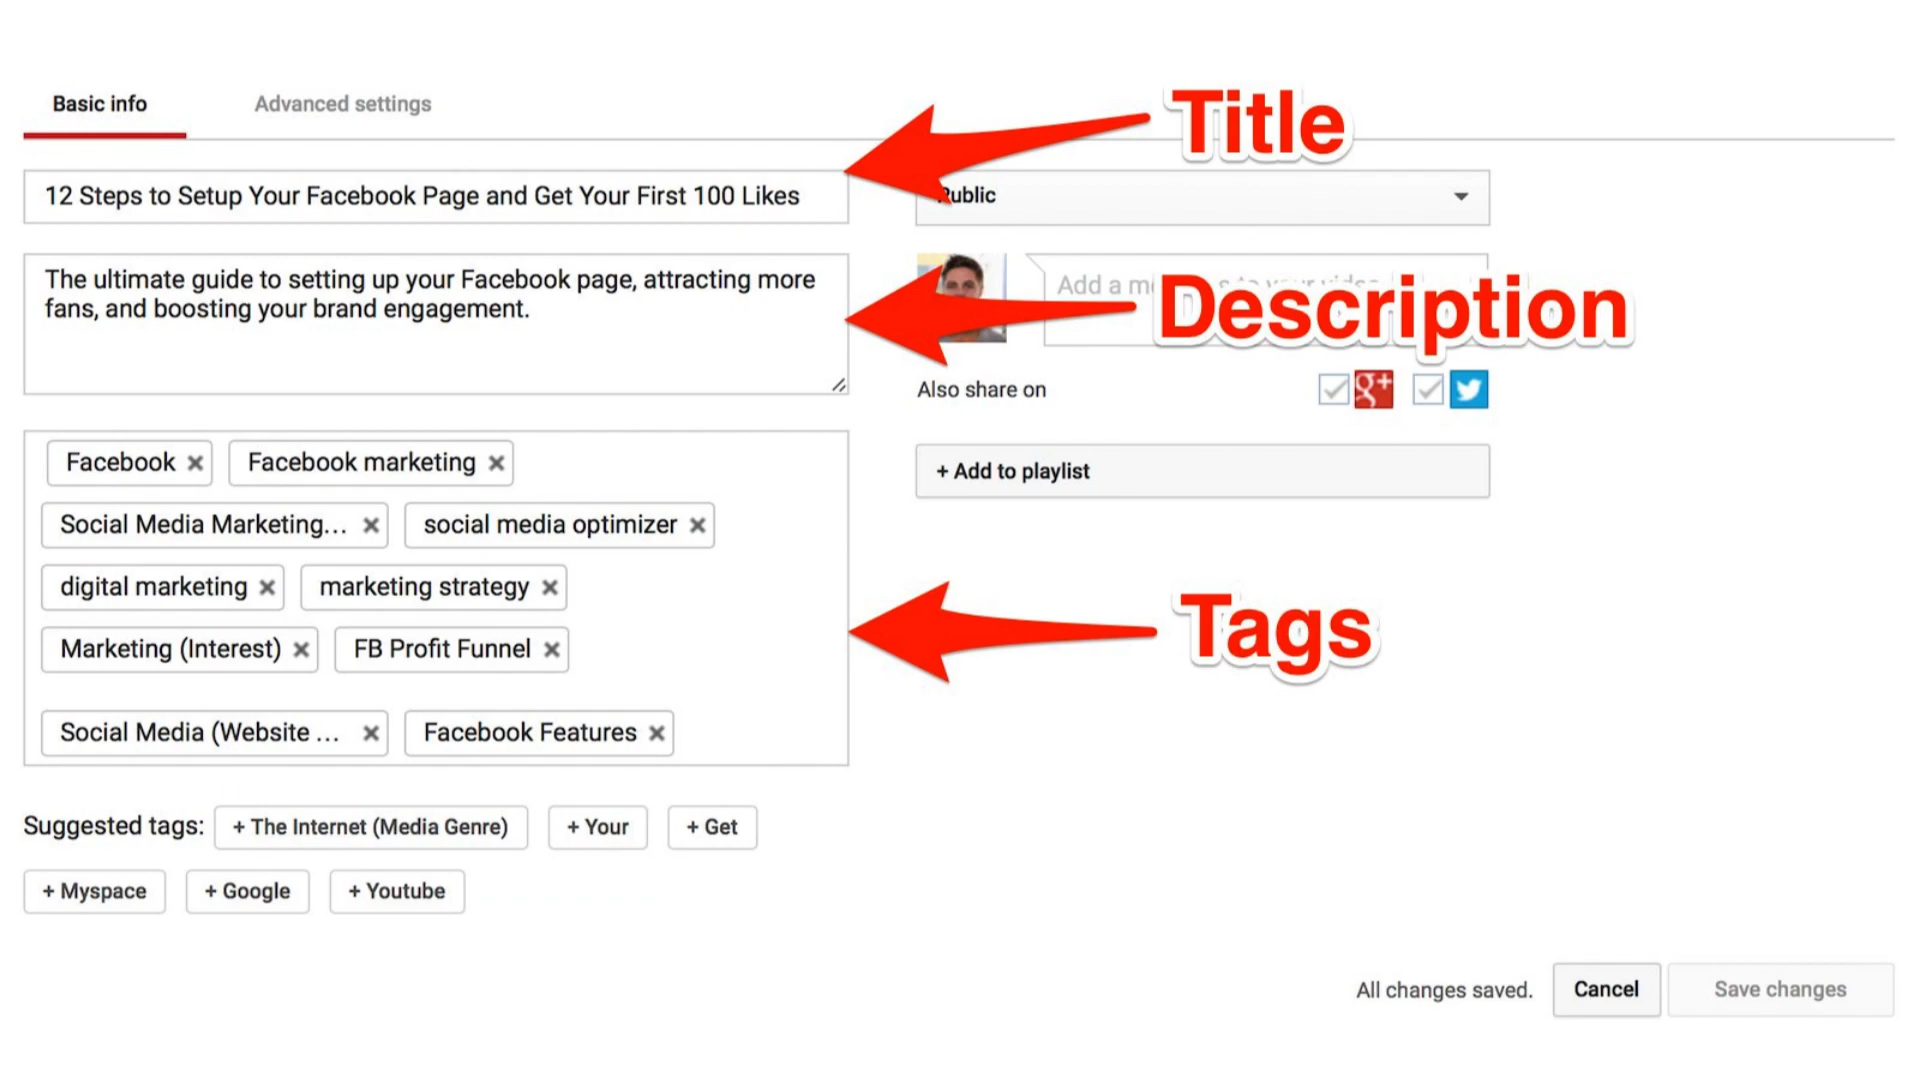 Basic info
Advanced settings
Title
12 Steps to Setup Your Facebook Page and Get Your First 100 Likes
Public
The ultimate guide to setting up your Facebook page, attracting more
fans, and boosting your brand engagement.
Add a
Description
Also share on
g+
Facebook ×
Facebook marketing ×
+ Add to playlist
Social Media Marketing... ×
social media optimizer ×
digital marketing ×
marketing strategy ×
Tags
Marketing (Interest) ×
FB Profit Funnel ×
Social Media (Website ... ×
Facebook Features ×
Suggested tags:
+ The Internet (Media Genre)
+ Your
+ Get
+ Myspace
+ Google
+ Youtube
All changes saved.
Cancel
Save changes